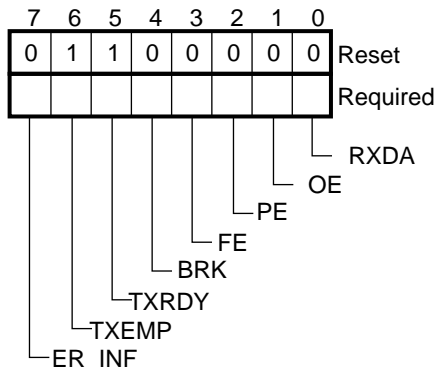 7 6 5 4 3 2 1 0
0 1 1 0 0 0 0 0 Reset
Required
RXDA
OE
PE
FE
BRK
TXRDY
TXEMP
ER INF